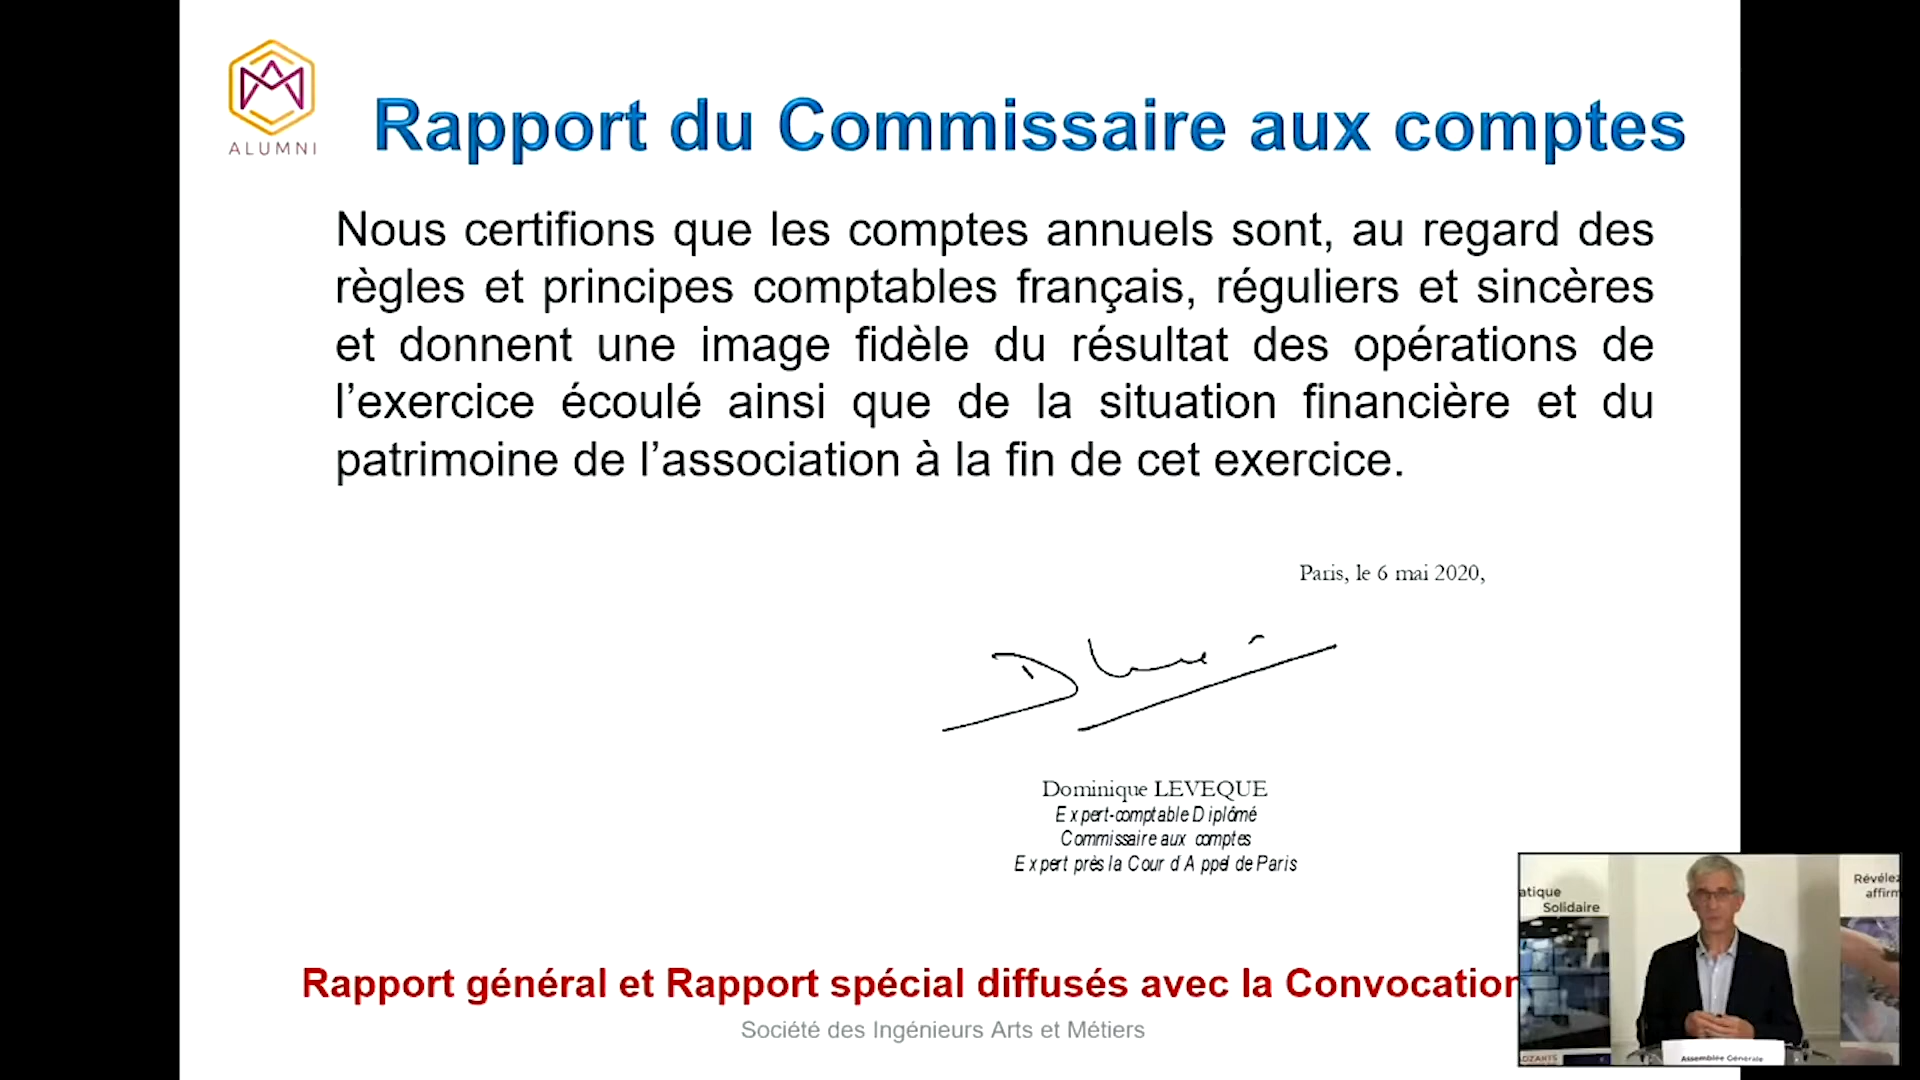 ALUMNI
Rapport du Commissaire aux comptes
Nous certifions que les comptes annuels sont, au regard des
règles et principes comptables français, réguliers et sincères
et donnent une image fidèle du résultat des opérations de
l’exercice écoulé ainsi que de la situation financière et du
patrimoine de l’association à la fin de cet exercice.
Paris, le 6 mai 2020,
Dominique LEVEQUE
Expert-comptable Diplômé
Commissaire aux comptes
Expert près la Cour d Appel de Paris
Rapport général et Rapport spécial diffusés avec la Convocation
Société des Ingénieurs Arts et Métiers
atique
Solidaire
Révélez
affirm
Assemblée Générale